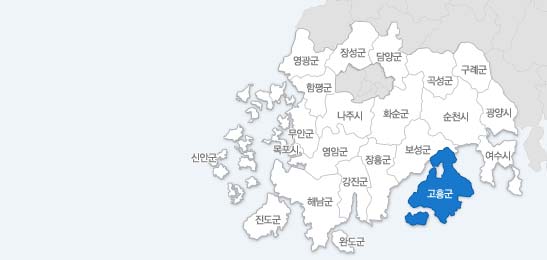 영광군
장성군
담양군
곡성군
구례군
함평군
나주시
화순군
순천시
광양시
무안군
신안군
목포시
영암군
장흥군
보성군
여수시
강진군
고흥군
해남군
진도군
완도군